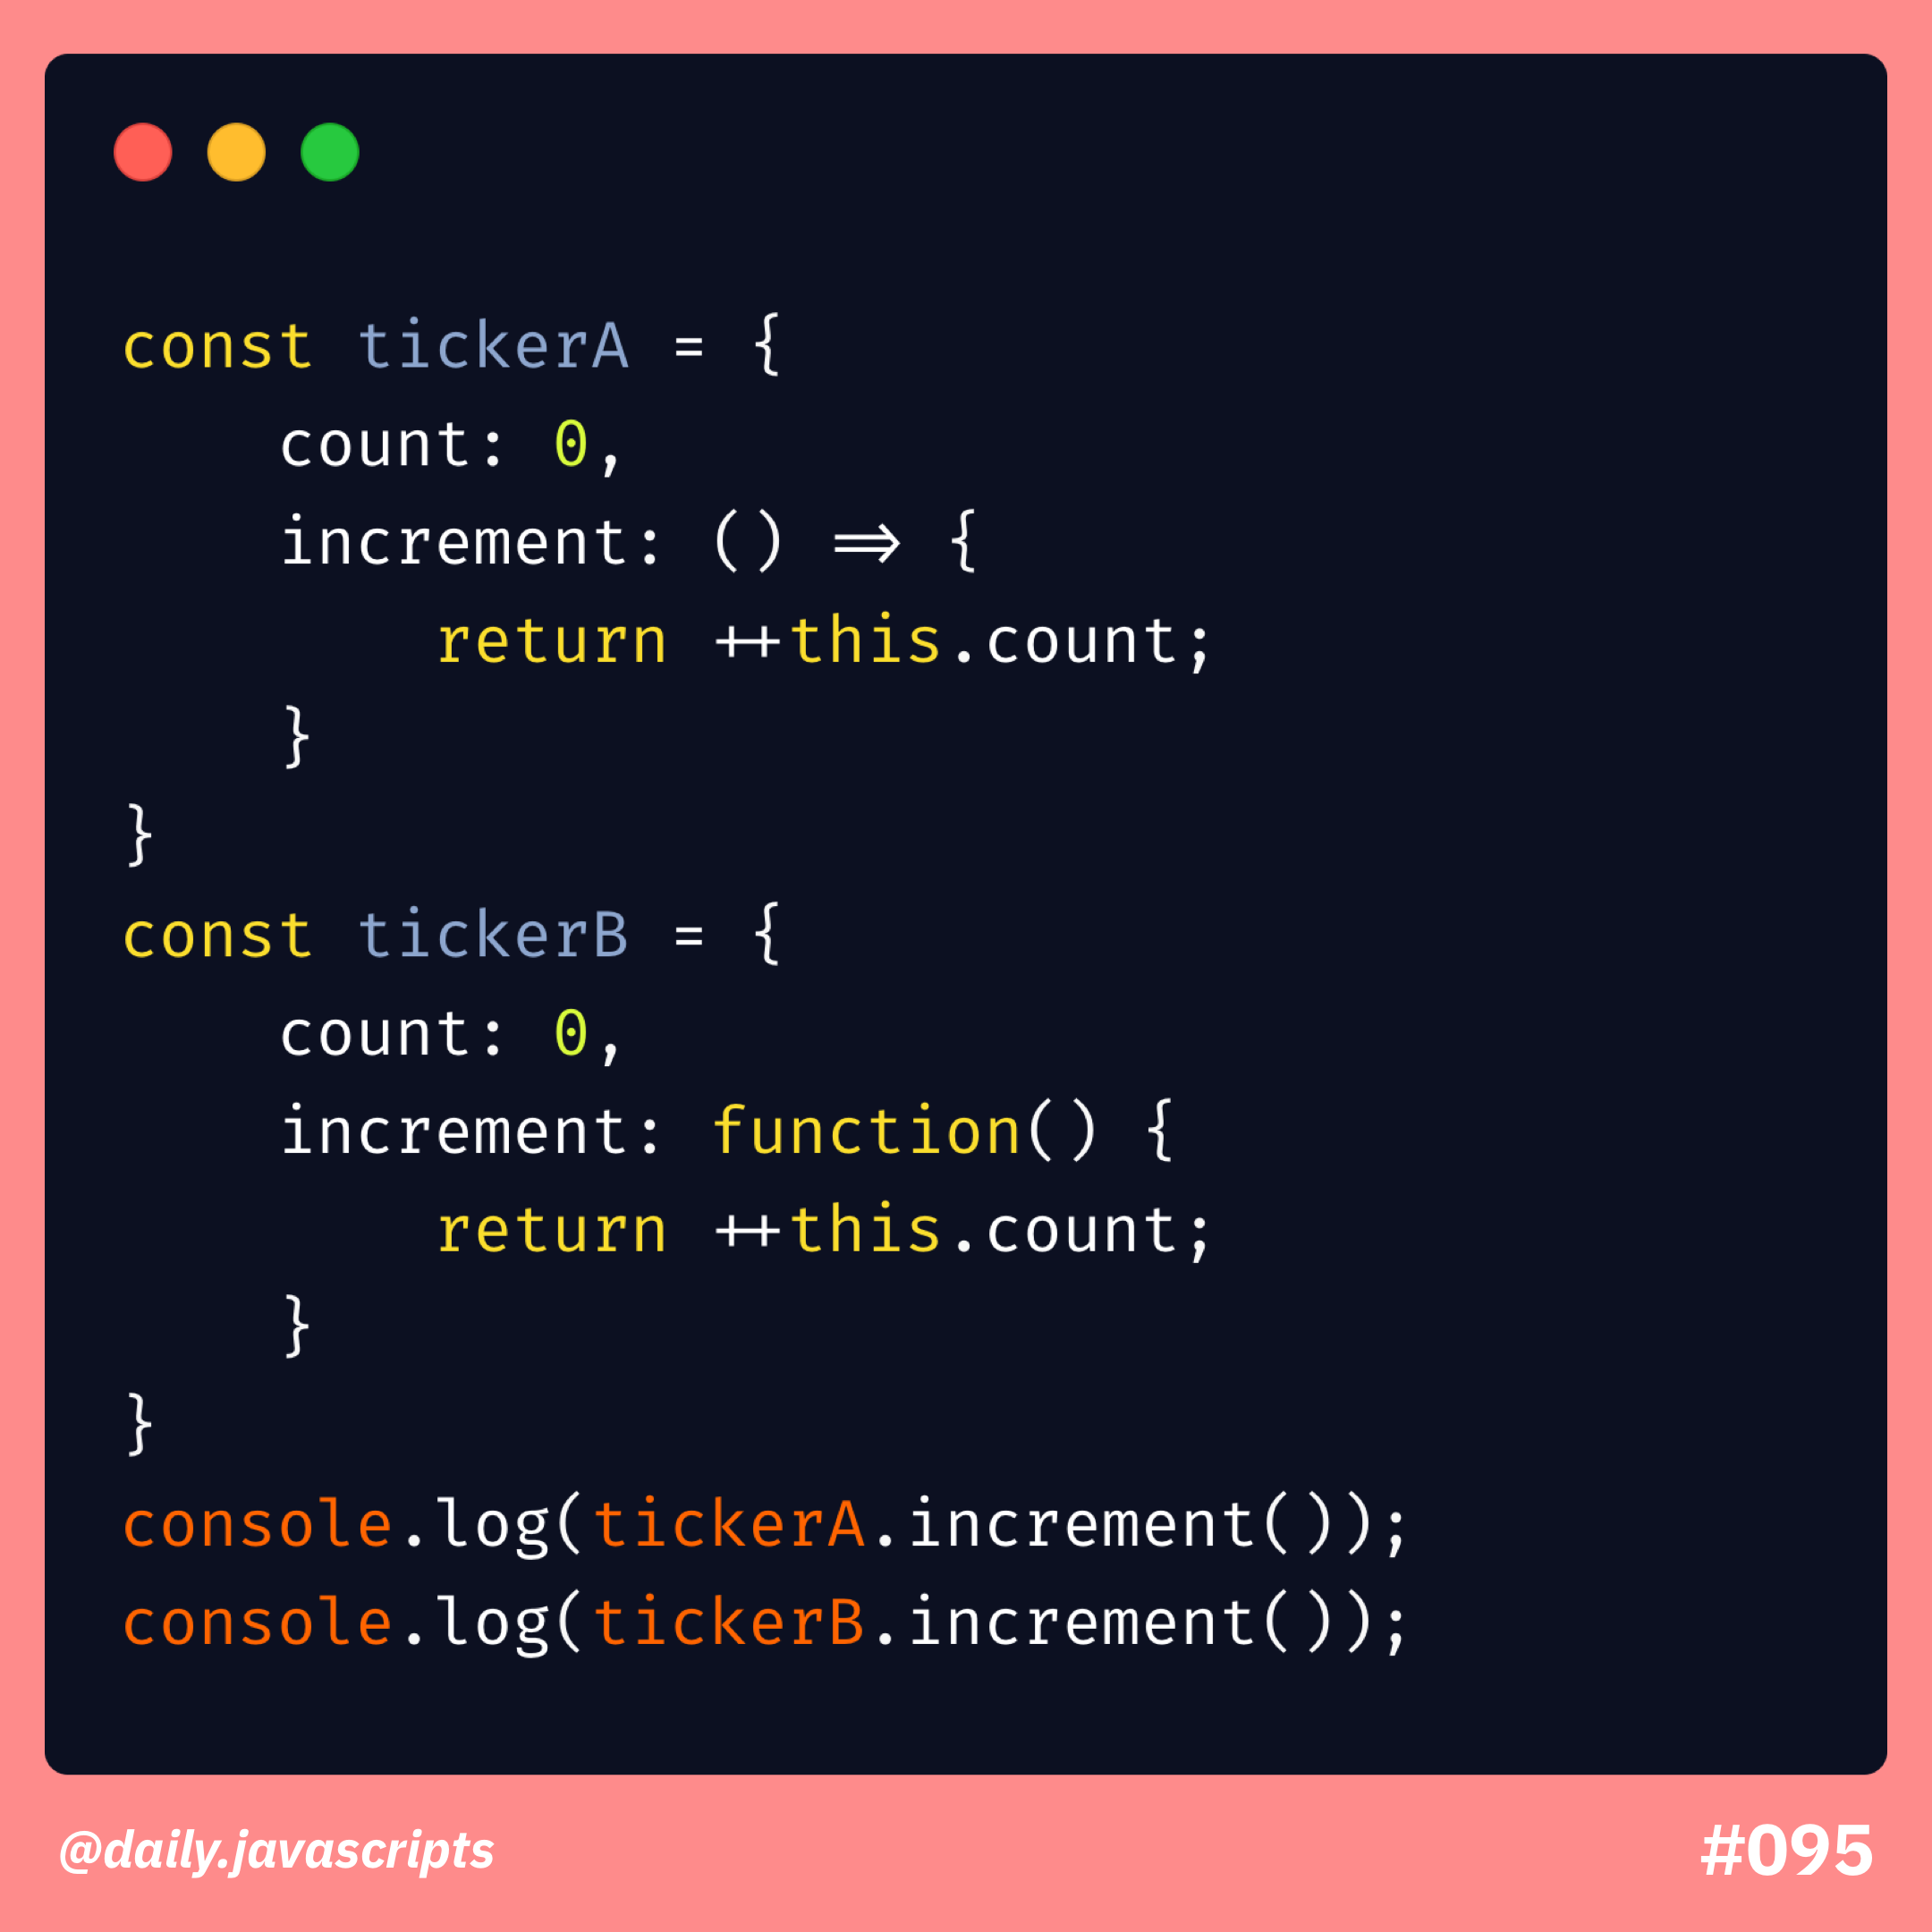 const tickerA = {
    count: 0,
    increment: () => {
        return ++this.count;
    }
}
const tickerB = {
    count: 0,
    increment: function() {
        return ++this.count;
    }
}
console.log(tickerA.increment());
console.log(tickerB.increment());
@daily.javascripts
#095